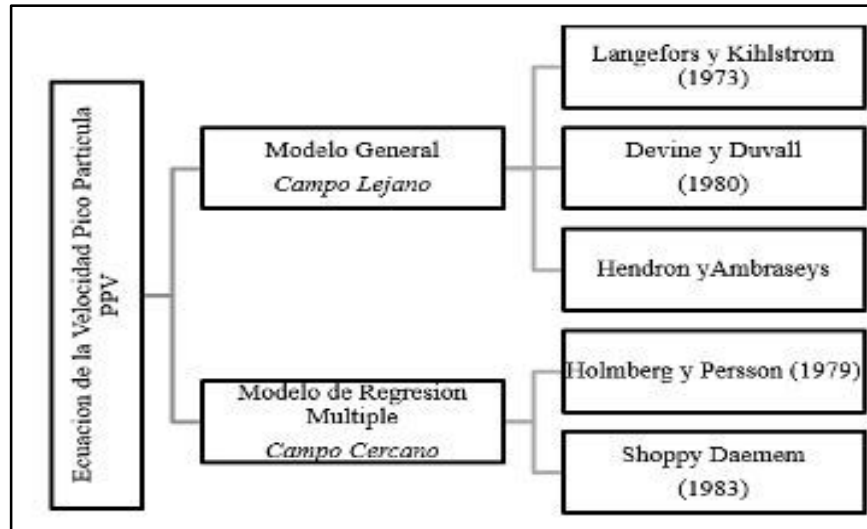 Ecuacion de la Velocidad Pico Particula
PPV
Modelo General
Campo Lejano
Modelo de Regresion
Multiple
Campo Cercano
Langefors y Kihlstrom
(1973)
Devine y Duvall
(1980)
Hendron yAmbraseys
Holmberg y Persson (1979)
Shoppy Daemem
(1983)